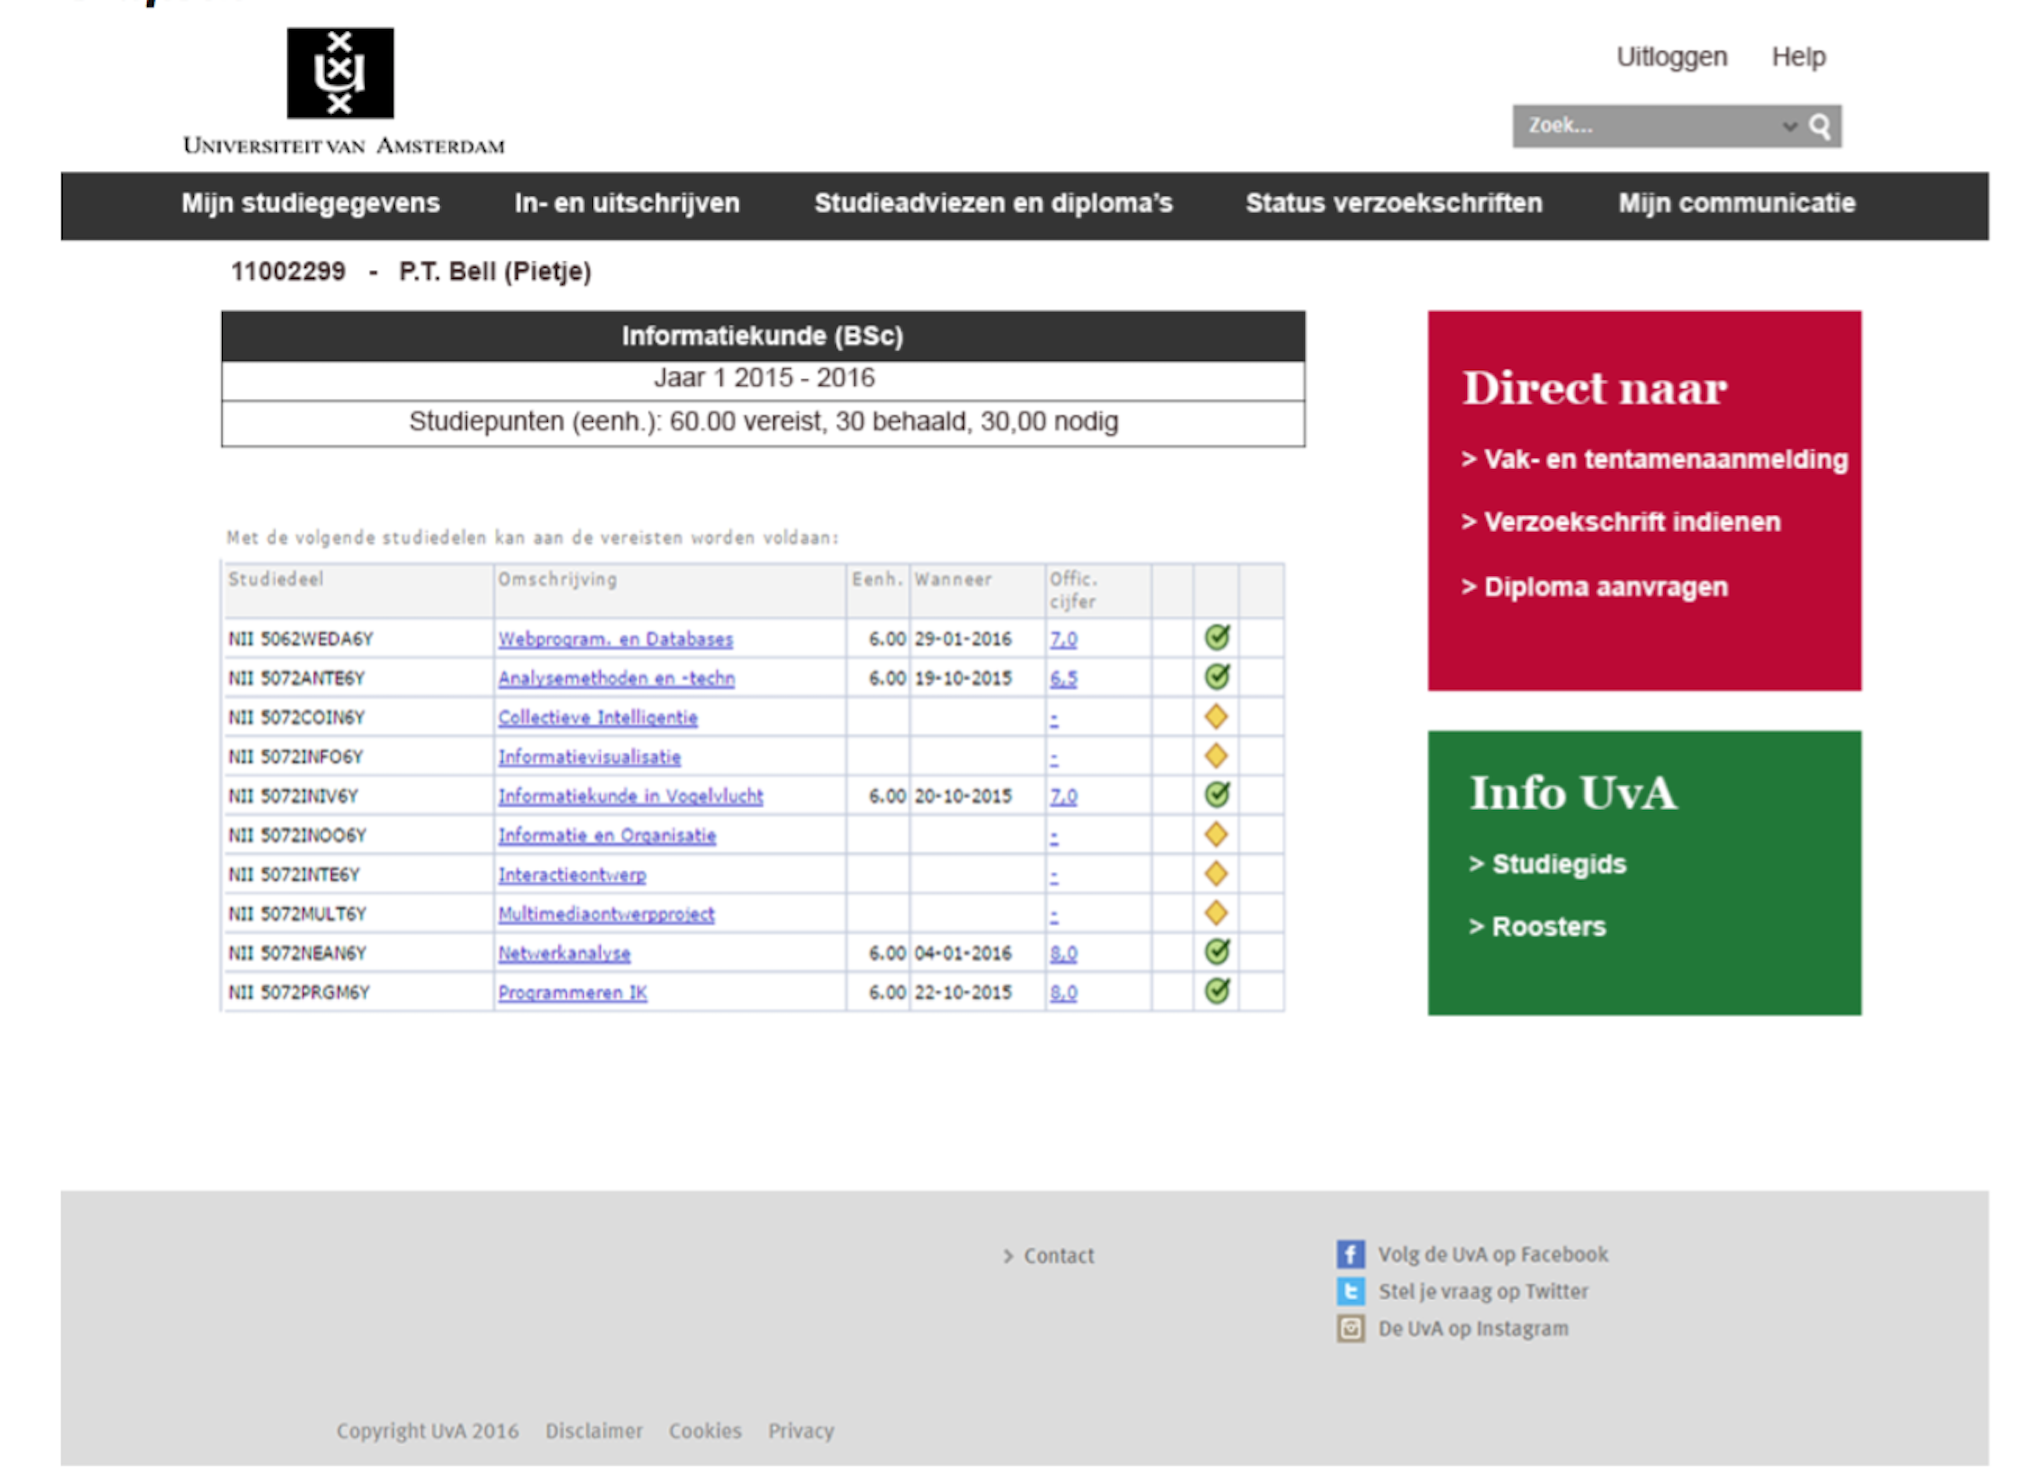 Uitloggen Help
Zoek...
UNIVERSITEIT VAN AMSTERDAM
Mijn studiegegevens In- en uitschrijven Studieadviezen en diploma's Status verzoekschriften Mijn communicatie
11002299 - P.T. Bell (Pietje)
Informatiekunde (BSc)
Jaar 1 2015 - 2016
Studiepunten (eenh.): 60.00 vereist, 30 behaald, 30,00 nodig
Met de volgende studiedelen kan aan de vereisten worden voldaan:
Studiedeel Omschrijving Eenh. Wanneer Offic. cijfer
NII 5062WEDA6Y Webprogram. en Databases 6.00 29-01-2016 7,0
NII 5072ANTE6Y Analysemethoden en -techn 6.00 19-10-2015 6,5
NII 5072COIN6Y Collectieve Intelligentie -
NII 5072INFO6Y Informatievisualisatie -
NII 5072INIV6Y Informatiekunde in Vogelvlucht 6.00 20-10-2015 7,0
NII 5072INOO6Y Informatie en Organisatie -
NII 5072INTE6Y Interactieontwerp -
NII 5072MULT6Y Multimediaontwerpproject -
NII 5072NEAN6Y Netwerkanalyse 6.00 04-01-2016 8,0
NII 5072PRGM6Y Programmeren IK 6.00 22-10-2015 8,0
Direct naar
> Vak- en tentamenaanmelding
> Verzoekschrift indienen
> Diploma aanvragen
Info UvA
> Studiegids
> Roosters
> Contact
Volg de UvA op Facebook
Stel je vraag op Twitter
De UvA op Instagram
Copyright UvA 2016 Disclaimer Cookies Privacy